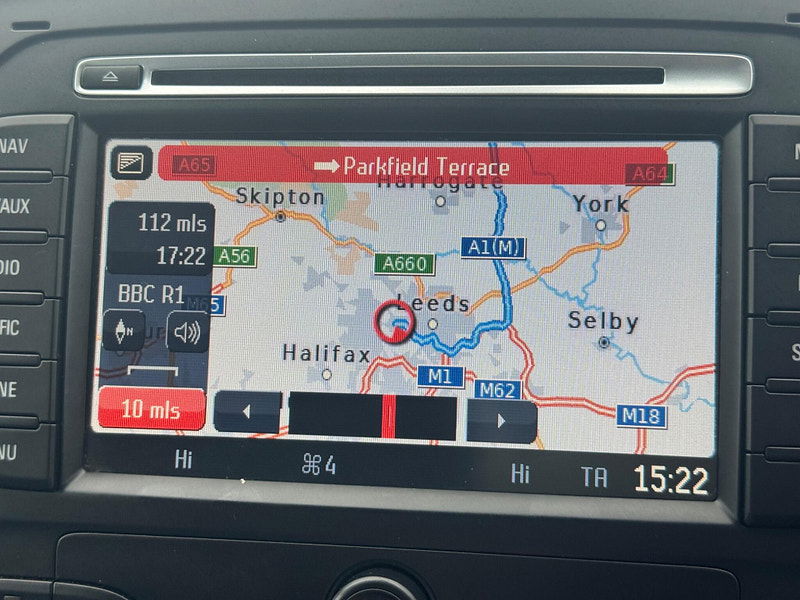 NAV
AUX
DIO
FIC
NE
NU
A65
Parkfield Terrace
A64
Harrogate
Skipton
York
112 mls
17:22
A56
A660
A1(M)
BBC R1
M65
Leeds
Selby
N
Halifax
M1
M62
M18
10 mls
Hi
4
Hi
TA
15:22